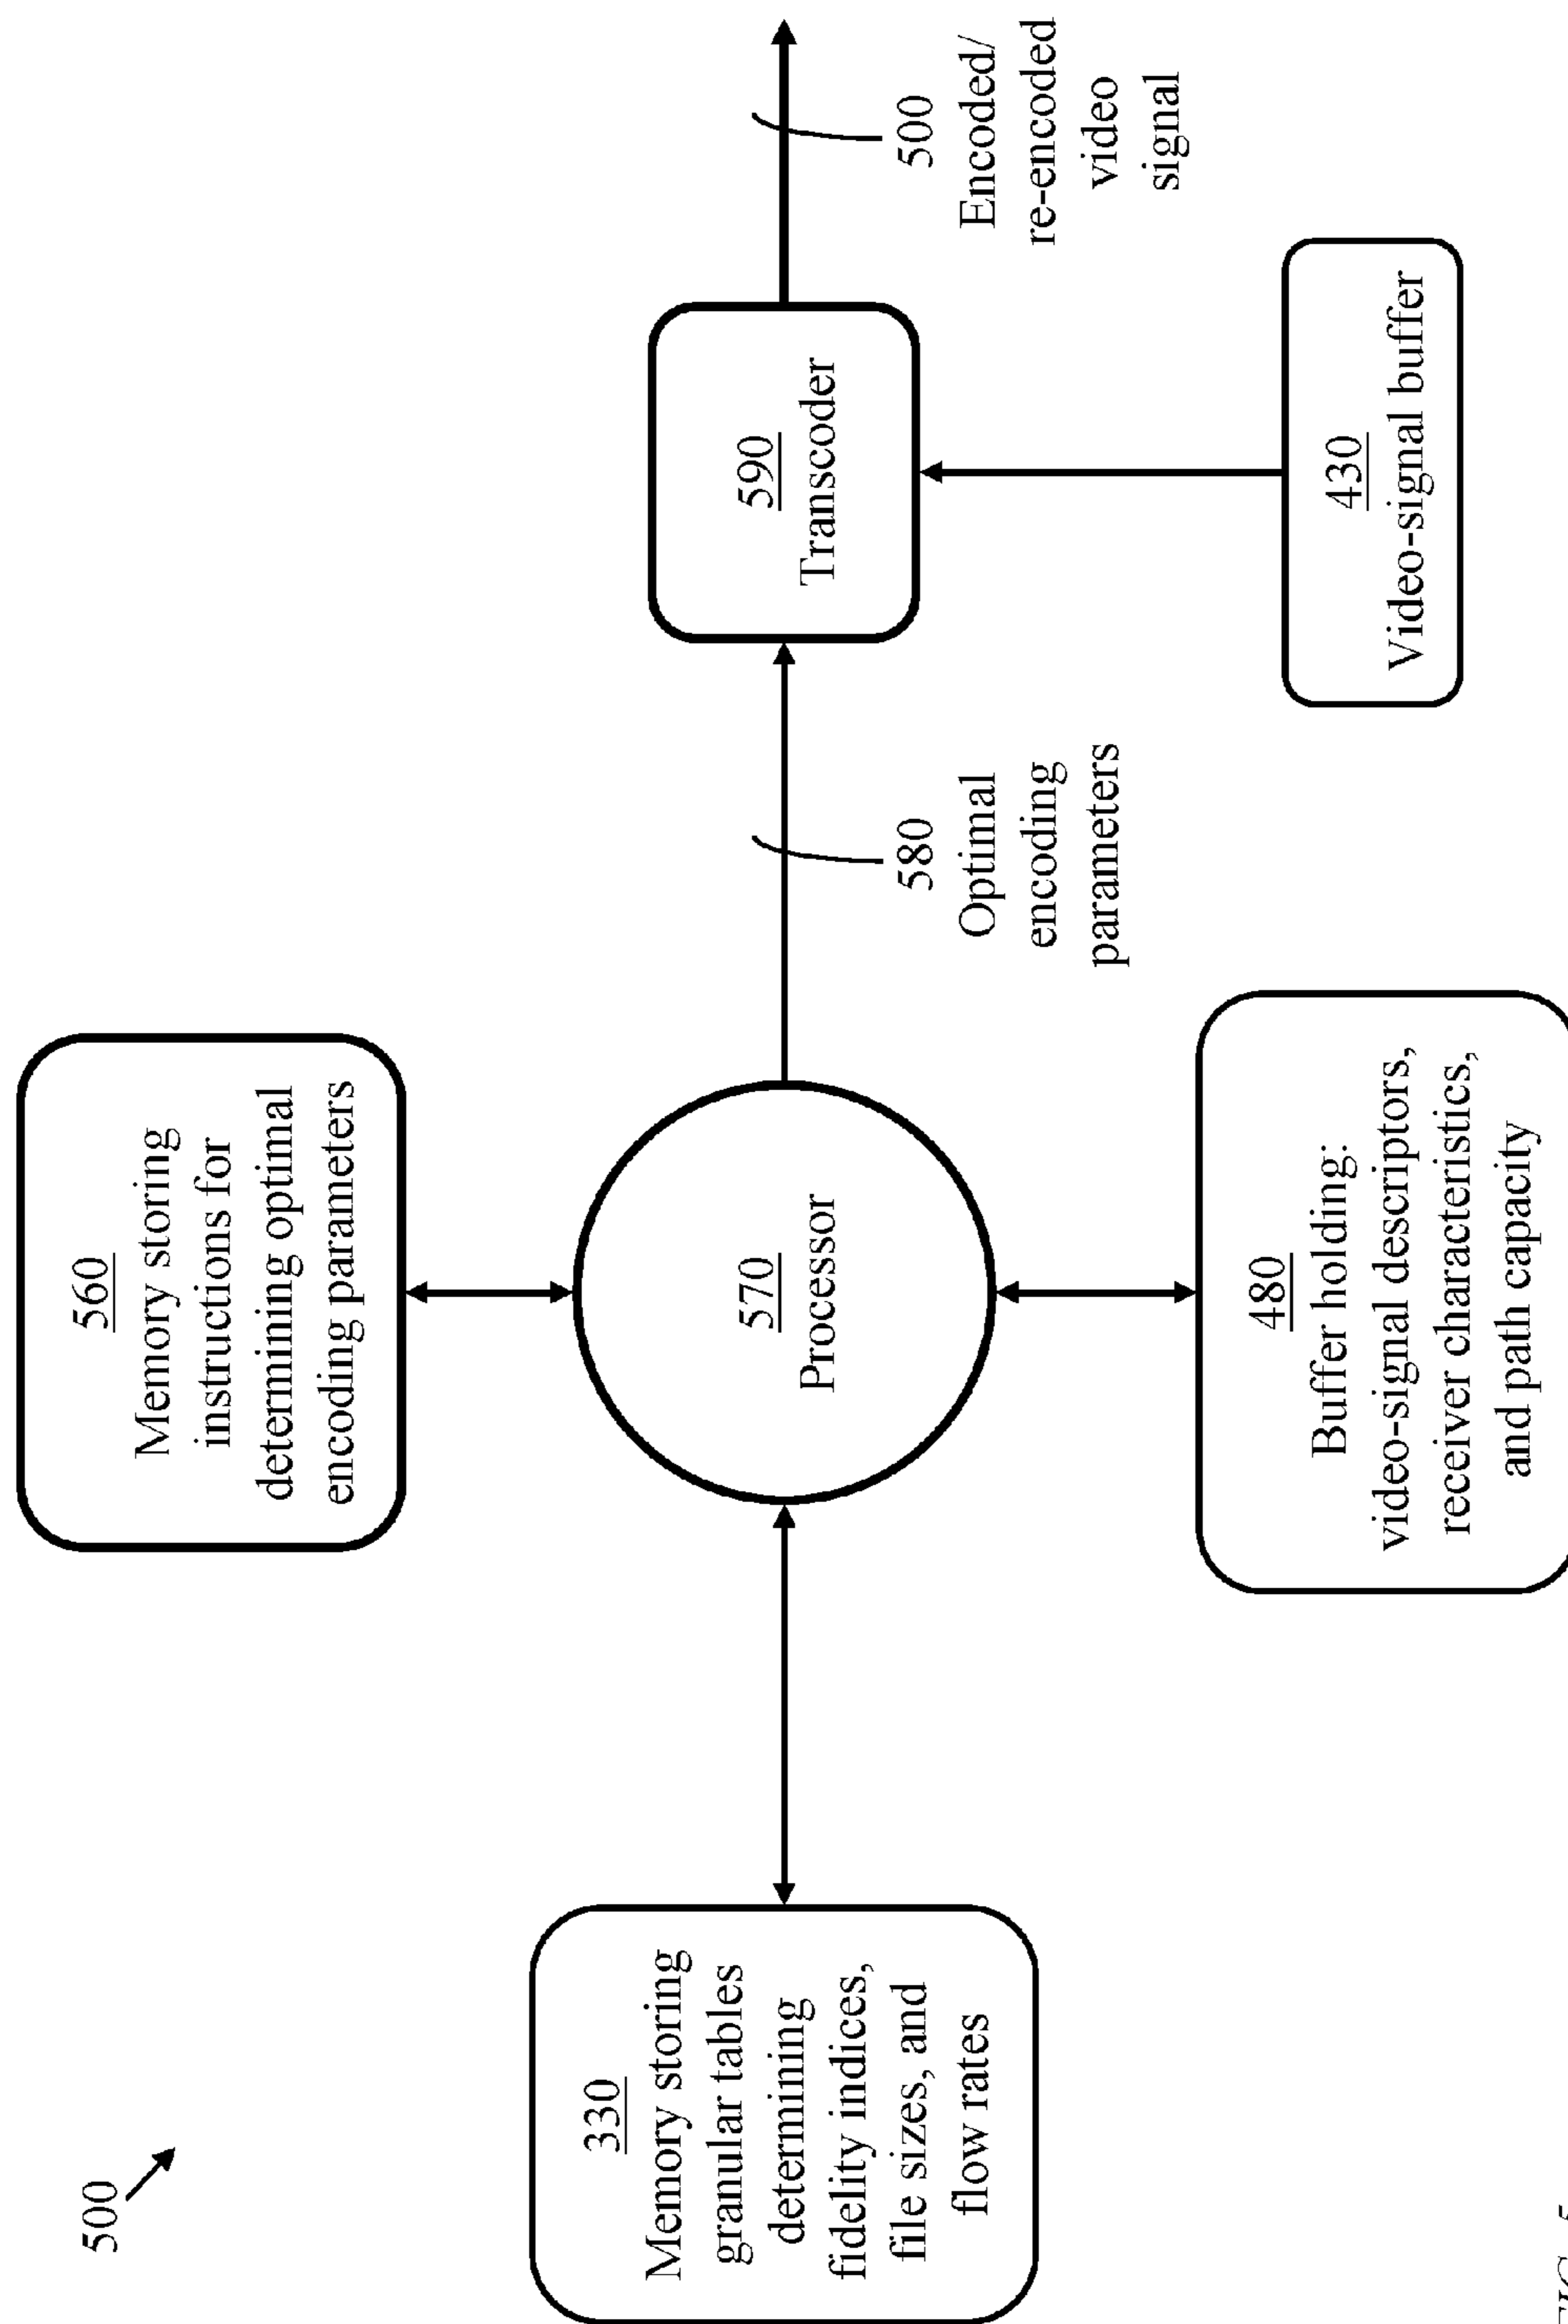 500
560
Memory storing
instructions for
determining optimal
encoding parameters
330
Memory storing
granular tables
determining
fidelity indices,
file sizes, and
flow rates
570
Processor
580
Optimal
encoding
parameters
590
Transcoder
500
Encoded/
re-encoded
video
signal
480
Buffer holding:
video-signal descriptors,
receiver characteristics,
and path capacity
430
Video-signal buffer
FIG. 5